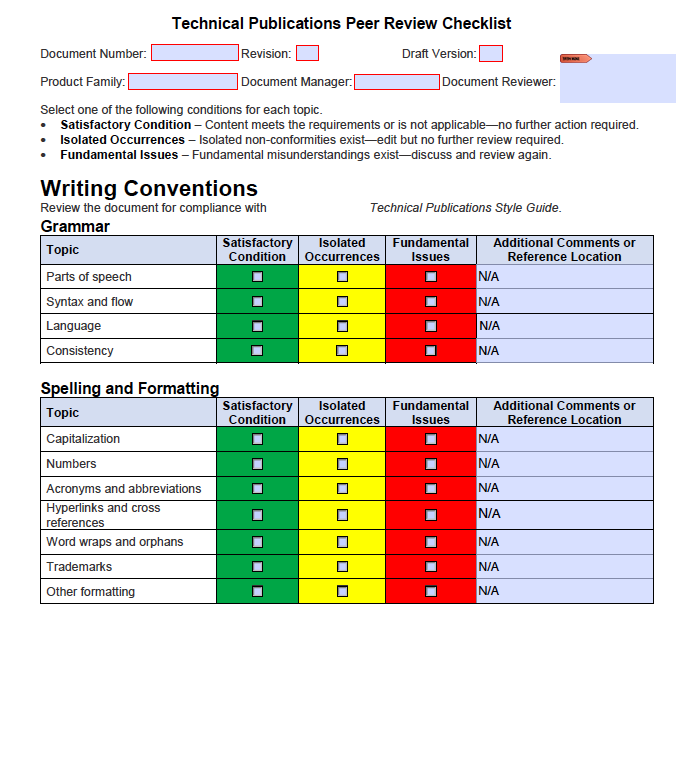 Technical Publications Peer Review Checklist
Document Number: Revision: Draft Version:
Product Family: Document Manager: Document Reviewer:
Select one of the following conditions for each topic.
• Satisfactory Condition – Content meets the requirements or is not applicable—no further action required.
• Isolated Occurrences – Isolated non-conformities exist—edit but no further review required.
• Fundamental Issues – Fundamental misunderstandings exist—discuss and review again.
Writing Conventions
Review the document for compliance with Technical Publications Style Guide.
Grammar
Topic Satisfactory Condition Isolated Occurrences Fundamental Issues Additional Comments or Reference Location
Parts of speech N/A
Syntax and flow N/A
Language N/A
Consistency N/A
Spelling and Formatting
Topic Satisfactory Condition Isolated Occurrences Fundamental Issues Additional Comments or Reference Location
Capitalization N/A
Numbers N/A
Acronyms and abbreviations N/A
Hyperlinks and cross references N/A
Word wraps and orphans N/A
Trademarks N/A
Other formatting N/A